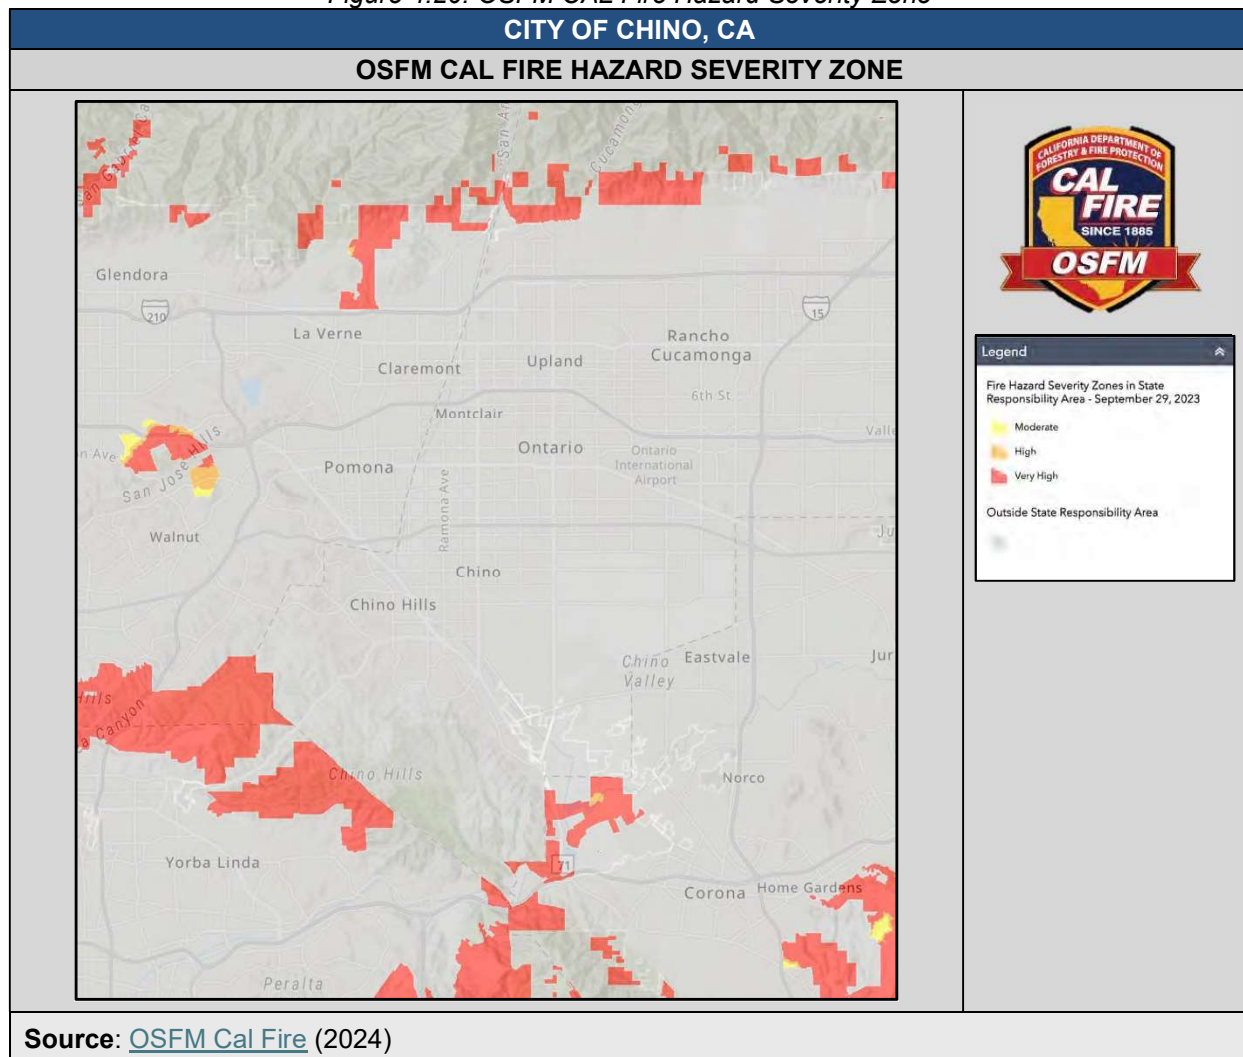 CITY OF CHINO, CA
OSFM CAL FIRE HAZARD SEVERITY ZONE
Glendora
210
La Verne
Claremont
Upland
Rancho
Cucamonga
15
6th St
Montclair
Ontario
Ontario
International
Airport
Pomona
Ramona Ave
San Jose Hills
Walnut
Chino
Chino Hills
Chino
Valley
Eastvale
Chino Hills
Norco
Yorba Linda
71
Corona
Home Gardens
Peralta
CALIFORNIA DEPARTMENT OF
FORESTRY & FIRE PROTECTION
CAL
FIRE
SINCE 1885
OSFM
Legend
Fire Hazard Severity Zones in State
Responsibility Area - September 29, 2023
Moderate
High
Very High
Outside State Responsibility Area
Source: OSFM Cal Fire (2024)